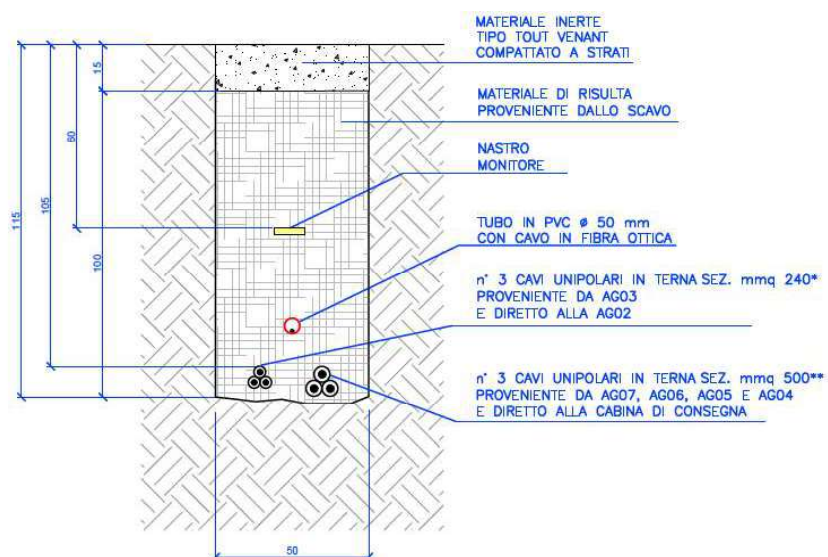 MATERIALE INERTE
TIPO TOUT VENANT
COMPATTATO A STRATI
MATERIALE DI RISULTA
PROVENIENTE DALLO SCAVO
NASTRO
MONITORE
TUBO IN PVC ø 50 mm
CON CAVO IN FIBRA OTTICA
n° 3 CAVI UNIPOLARI IN TERNA SEZ. mmq 240*
PROVENIENTE DA AG03
E DIRETTO ALLA AG02
n° 3 CAVI UNIPOLARI IN TERNA SEZ. mmq 500**
PROVENIENTE DA AG07, AG06, AG05 E AG04
E DIRETTO ALLA CABINA DI CONSEGNA
115
105
60
15
100
50